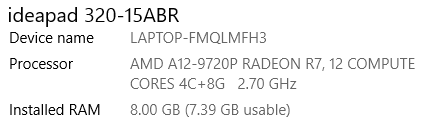 ideapad 320-15ABR
Device name LAPTOP-FMQLMFH3
Processor AMD A12-9720P RADEON R7, 12 COMPUTE
CORES 4C+8G 2.70 GHz
Installed RAM 8.00 GB (7.39 GB usable)